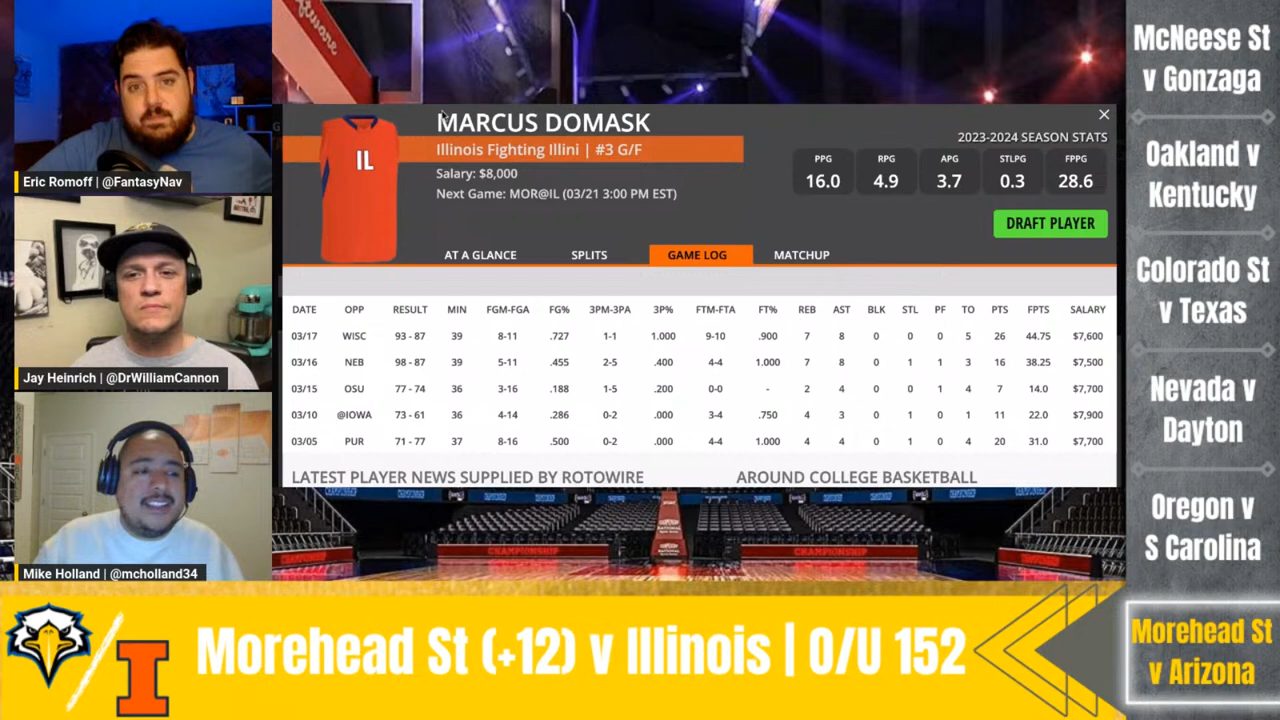 Eric Romoff | @FantasyNav
Jay Heinrich | @DrWilliamCannon
Mike Holland | @mcholland34
MARCUS DOMASK
Illinois Fighting Illini | #3 G/F
Salary: $8,000
Next Game: MOR@IL (03/21 3:00 PM EST)
IL
2023-2024 SEASON STATS
PPG RPG APG STLPG FPPG
16.0 4.9 3.7 0.3 28.6
DRAFT PLAYER
AT A GLANCE SPLITS GAME LOG MATCHUP
DATE OPP RESULT MIN FGM-FGA FG% 3PM-3PA 3P% FTM-FTA FT% REB AST BLK STL PF TO PTS FPTS SALARY
03/17 WISC 93 - 87 39 8-11 .727 1-1 1.000 9-10 .900 7 8 0 0 0 5 26 44.75 $7,600
03/16 NEB 98 - 87 39 5-11 .455 2-5 .400 4-4 1.000 7 8 0 1 1 3 16 38.25 $7,500
03/15 OSU 77 - 74 36 3-16 .188 1-5 .200 0-0 - 2 4 0 0 1 4 7 14.0 $7,700
03/10 @IOWA 73 - 61 36 4-14 .286 0-2 .000 3-4 .750 4 3 0 1 0 1 11 22.0 $7,900
03/05 PUR 71 - 77 37 8-16 .500 0-2 .000 4-4 1.000 4 4 0 1 0 4 20 31.0 $7,700
LATEST PLAYER NEWS SUPPLIED BY ROTOWIRE AROUND COLLEGE BASKETBALL
CHAMPIONSHIP CHAMPIONSHIP
McNeese St
v Gonzaga
Oakland v
Kentucky
Colorado St
v Texas
Nevada v
Dayton
Oregon v
S Carolina
Morehead St
v Arizona
Morehead St (+12) v Illinois | O/U 152